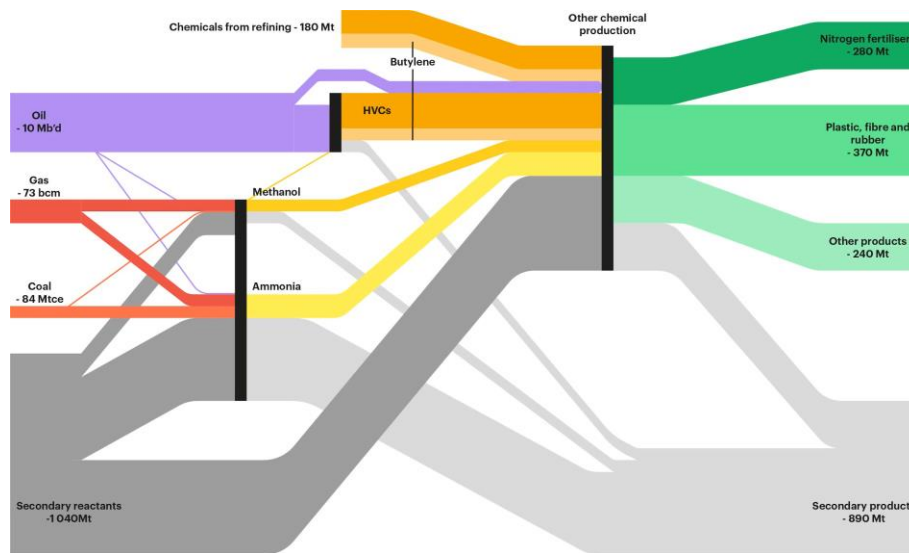 Chemicals from refining - 180 Mt
Other chemical
production
Nitrogen fertiliser
- 280 Mt
Butylene
Oil
- 10 Mb'd
HVCs
Plastic, fibre and
rubber
- 370 Mt
Gas
- 73 bcm
Methanol
Other products
- 240 Mt
Coal
- 84 Mtce
Ammonia
Secondary reactants
-1 040Mt
Secondary product
- 890 Mt